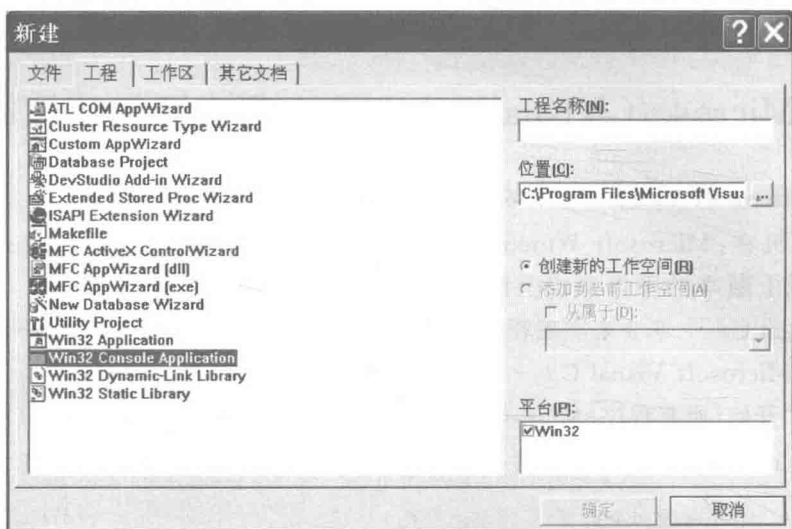 新建
文件 工程 工作区 其它文档
ATL COM AppWizard
Cluster Resource Type Wizard
Custom AppWizard
Database Project
DevStudio Add-in Wizard
Extended Stored Proc Wizard
ISAPI Extension Wizard
Makefile
MFC ActiveX ControlWizard
MFC AppWizard (dll)
MFC AppWizard (exe)
New Database Wizard
Utility Project
Win32 Application
Win32 Console Application
Win32 Dynamic-Link Library
Win32 Static Library
工程名称(N):
位置(C):
C:\Program Files\Microsoft Visua
...
创建新的工作空间(R)
添加到当前工作空间(A)
从属于(D):
平台(P):
Win32
确定 取消